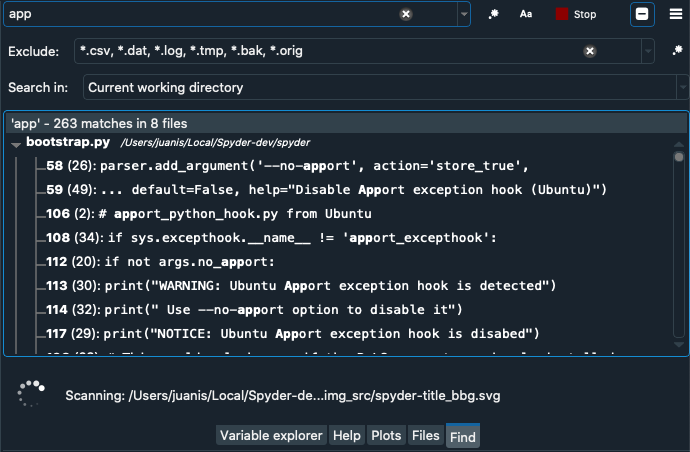 app
Aa
Stop
Exclude: *.csv, *.dat, *.log, *.tmp, *.bak, *.orig
Search in: Current working directory
'app' - 263 matches in 8 files
bootstrap.py /Users/juanis/Local/Spyder-dev/spyder
58 (26): parser.add_argument('--no-apport', action='store_true',
59 (49): ... default=False, help="Disable Apport exception hook (Ubuntu)")
106 (2): # apport_python_hook.py from Ubuntu
108 (34): if sys.excepthook.__name__ != 'apport_excepthook':
112 (20): if not args.no_apport:
113 (30): print("WARNING: Ubuntu Apport exception hook is detected")
114 (32): print(" Use --no-apport option to disable it")
117 (29): print("NOTICE: Ubuntu Apport exception hook is disabed")
Scanning: /Users/juanis/Local/Spyder-de...img_src/spyder-title_bbg.svg
Variable explorer Help Plots Files Find